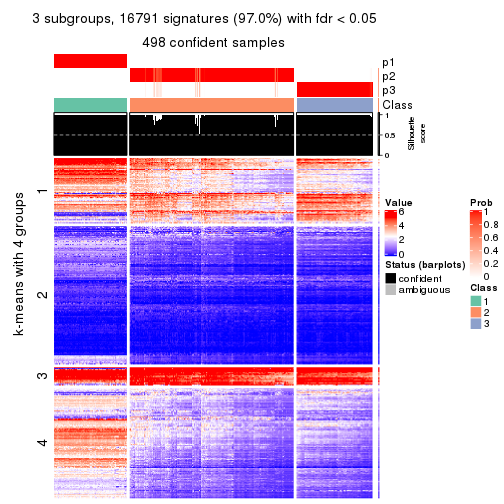 3 subgroups, 16791 signatures (97.0%) with fdr < 0.05
498 confident samples
p1
p2
p3
Class
1
0.5
0
Silhouette
score
k-means with 4 groups
1
2
3
4
Value
6
4
2
0
Status (barplots)
confident
ambiguous
Prob
1
0.8
0.6
0.4
0.2
0
Class
1
2
3